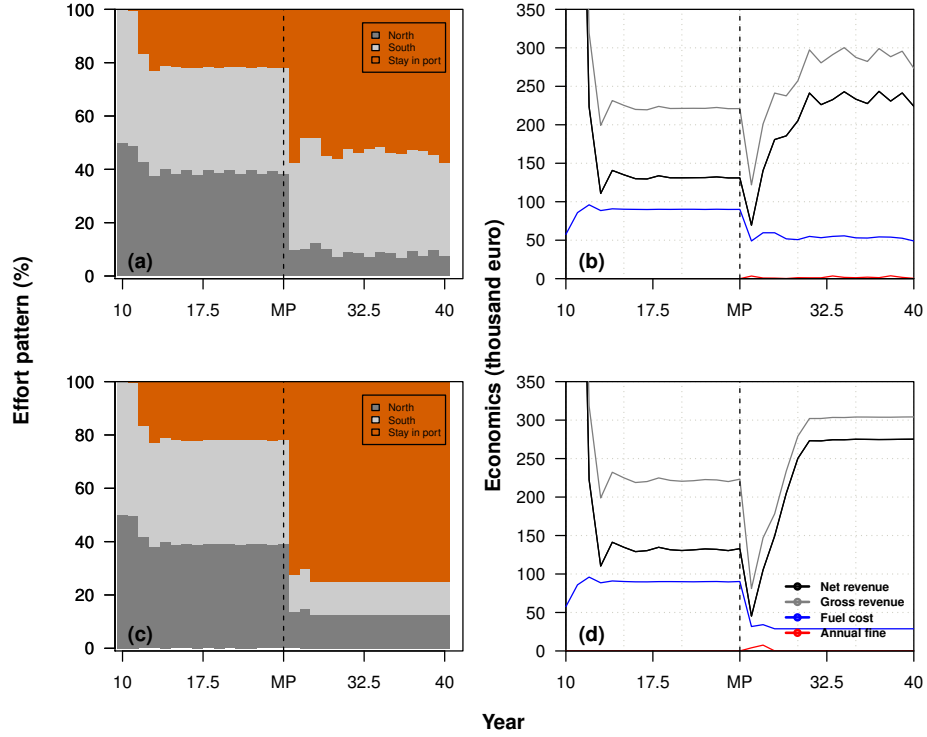 Effort pattern (%)
Economics (thousand euro)
100
80
60
40
20
0
North
South
Stay in port
(a)
10
17.5
MP
32.5
40
350
300
250
200
150
100
50
0
(b)
10
17.5
MP
32.5
40
100
80
60
40
20
0
North
South
Stay in port
(c)
10
17.5
MP
32.5
40
350
300
250
200
150
100
50
0
Net revenue
Gross revenue
Fuel cost
Annual fine
(d)
10
17.5
MP
32.5
40
Year